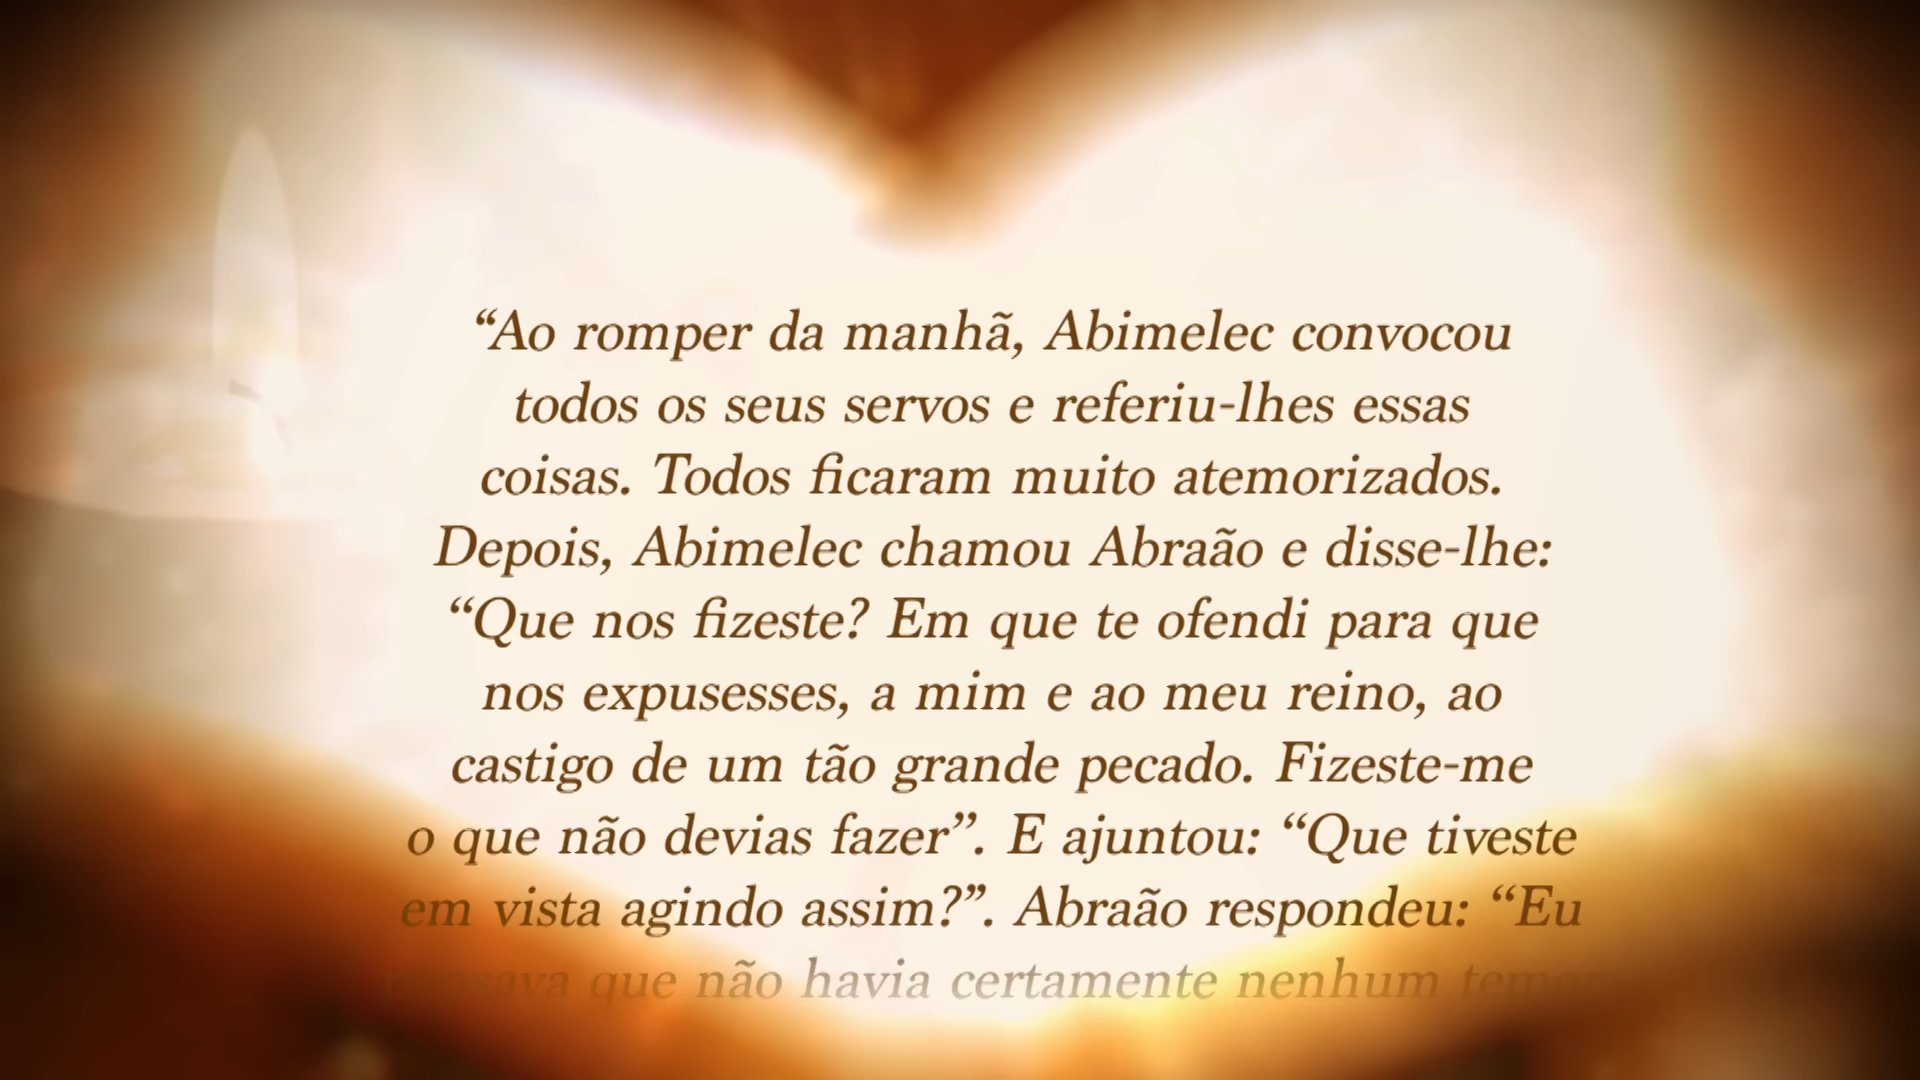 “Ao romper da manhã, Abimelec convocou
todos os seus servos e referiu-lhes essas
coisas. Todos ficaram muito atemorizados.
Depois, Abimelec chamou Abraão e disse-lhe:
“Que nos fizeste? Em que te ofendi para que
nos expusesses, a mim e ao meu reino, ao
castigo de um tão grande pecado. Fizeste-me
o que não devias fazer”. E ajuntou: “Que tiveste
em vista agindo assim?”. Abraão respondeu: “Eu
pensava que não havia certamente nenhum temor